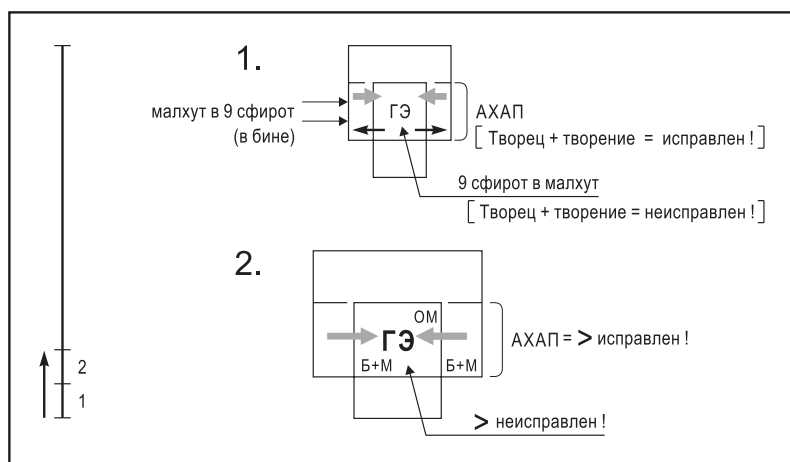 1.
малхут в 9 сфирот
(в бине)
ГЭ
АХАП
[ Творец + творение = исправлен ! ]
9 сфирот в малхут
[ Творец + творение = неисправлен ! ]
2.
ОМ
ГЭ
Б+М
Б+М
АХАП = > исправлен !
> неисправлен !
2
1